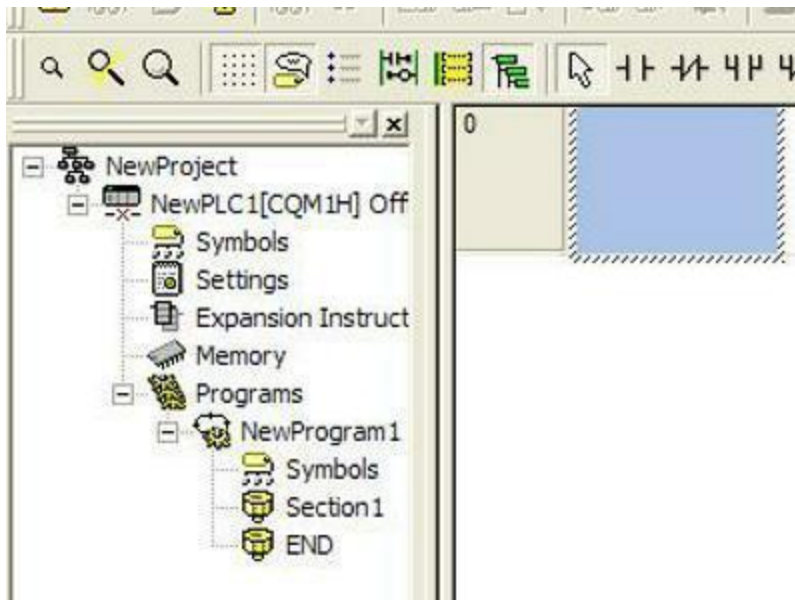 0
NewProject
NewPLC1[CQM1H] Off
Symbols
Settings
Expansion Instruct
Memory
Programs
NewProgram1
Symbols
Section1
END